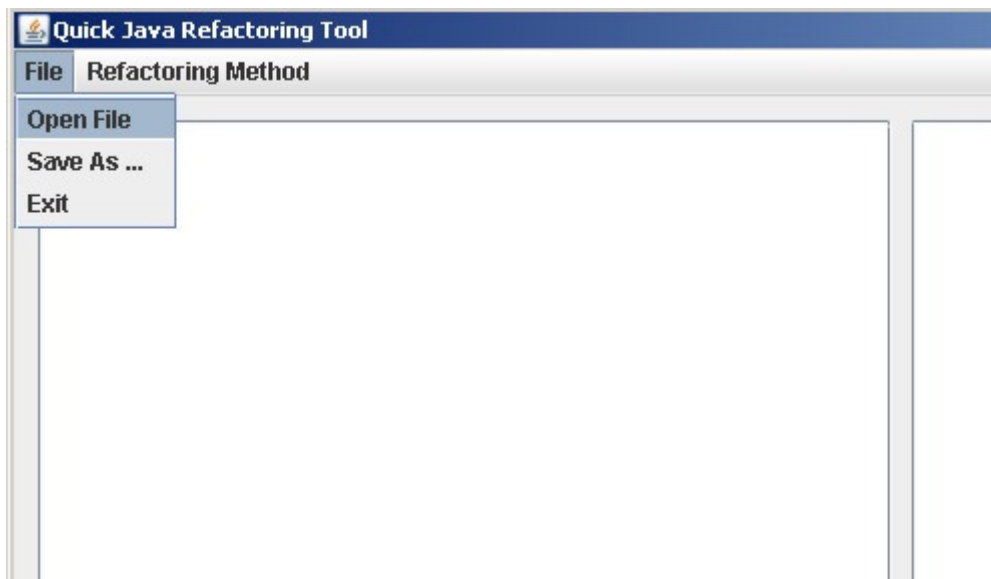 Quick Java Refactoring Tool
File Refactoring Method
Open File
Save As ...
Exit